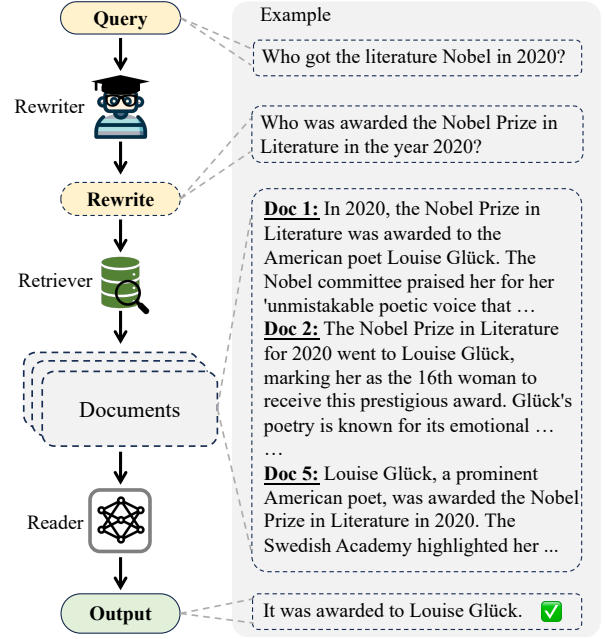 Query
Rewriter
Rewrite
Retriever
Documents
Reader
Output
Example
Who got the literature Nobel in 2020?
Who was awarded the Nobel Prize in
Literature in the year 2020?
Doc 1: In 2020, the Nobel Prize in
Literature was awarded to the
American poet Louise Glück. The
Nobel committee praised her for her
'unmistakable poetic voice that …
Doc 2: The Nobel Prize in Literature
for 2020 went to Louise Glück,
marking her as the 16th woman to
receive this prestigious award. Glück's
poetry is known for its emotional …
…
Doc 5: Louise Glück, a prominent
American poet, was awarded the Nobel
Prize in Literature in 2020. The
Swedish Academy highlighted her ...
It was awarded to Louise Glück.